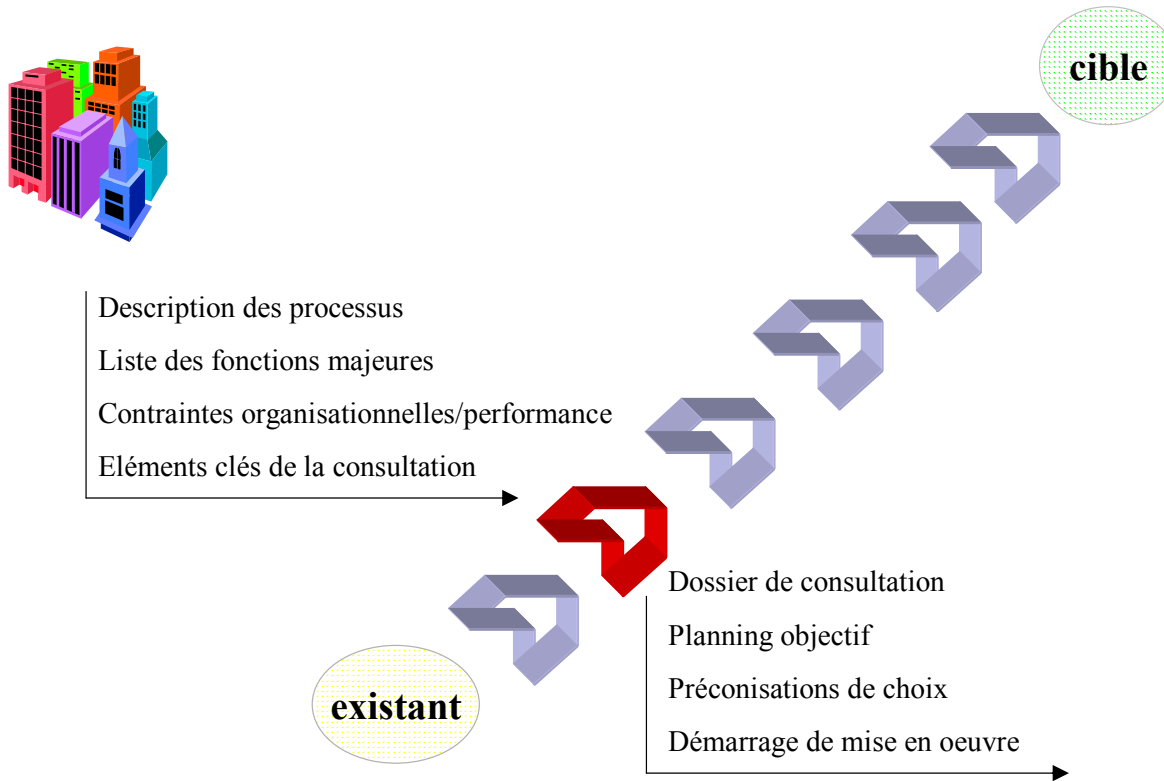 cible
Description des processus
Liste des fonctions majeures
Contraintes organisationnelles/performance
Eléments clés de la consultation
Dossier de consultation
Planning objectif
Préconisations de choix
Démarrage de mise en oeuvre
existant